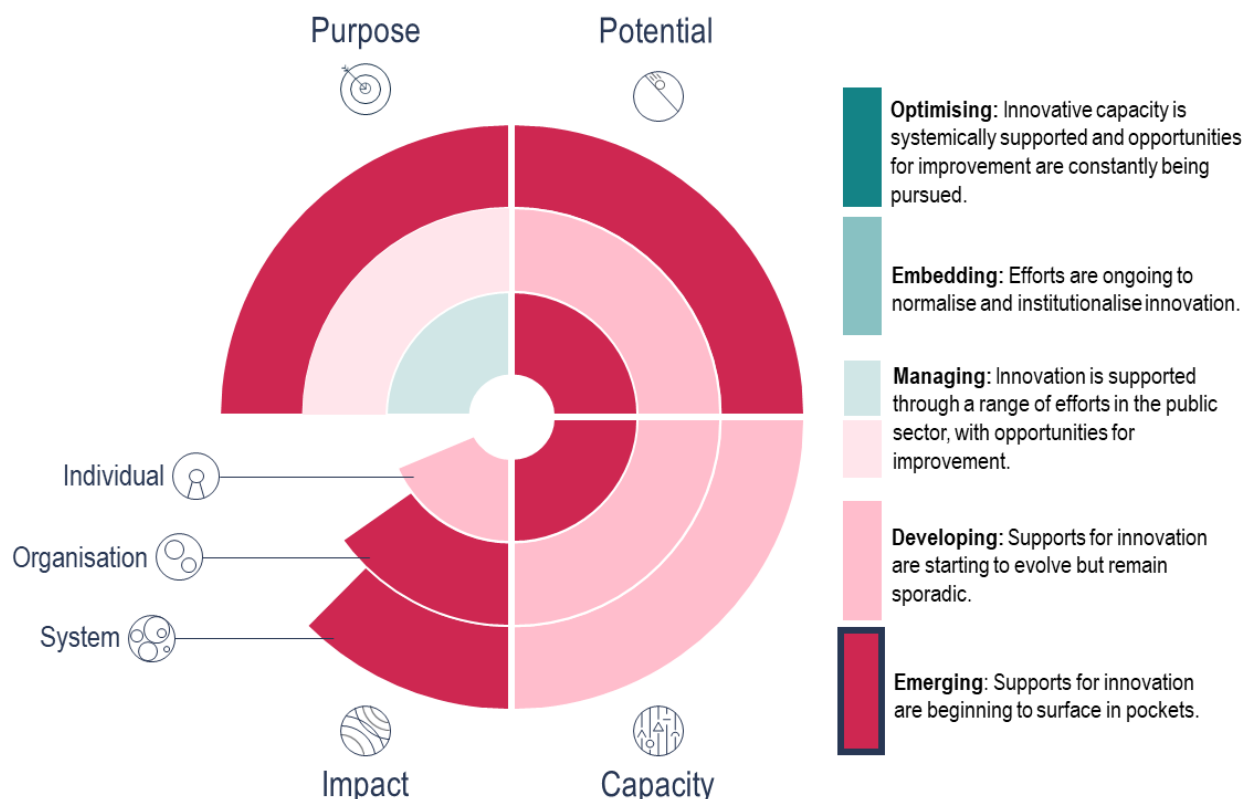 Purpose
Potential
Optimising: Innovative capacity is
systemically supported and opportunities
for improvement are constantly being
pursued.
Embedding: Efforts are ongoing to
normalise and institutionalise innovation.
Managing: Innovation is supported
through a range of efforts in the public
sector, with opportunities for
improvement.
Individual
Organisation
System
Developing: Supports for innovation
are starting to evolve but remain
sporadic.
Emerging: Supports for innovation
are beginning to surface in pockets.
Impact
Capacity